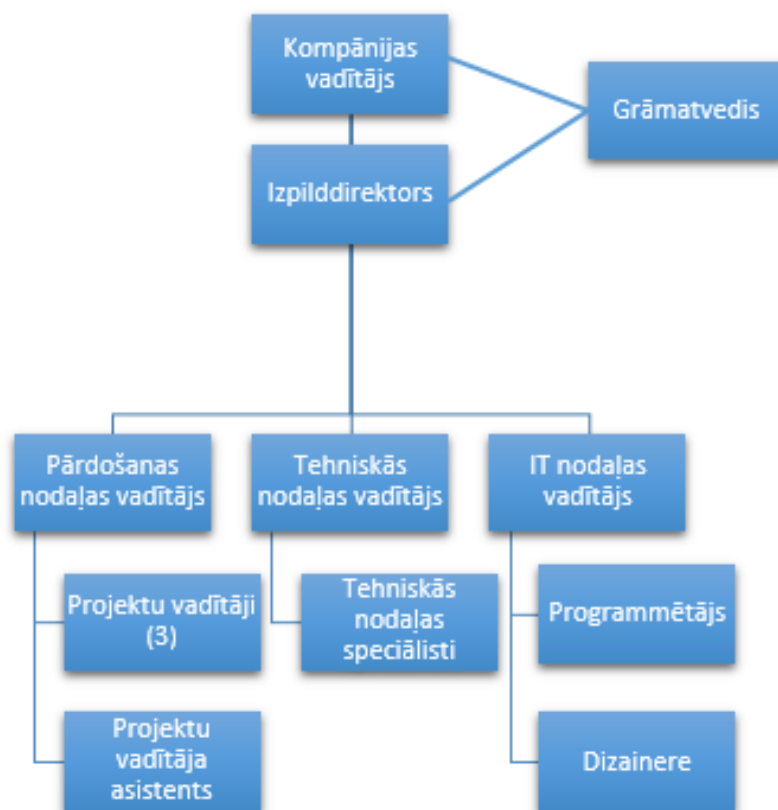 Kompānijas
vadītājs
Grāmatvedis
Izpilddirektors
Pārdošanas
nodaļas vadītājs
Tehniskās
nodaļas vadītājs
IT nodaļas
vadītājs
Projektu vadītāji
(3)
Tehniskās
nodaļas
speciālisti
Programmētājs
Projektu
vadītāja
asistents
Dizainere